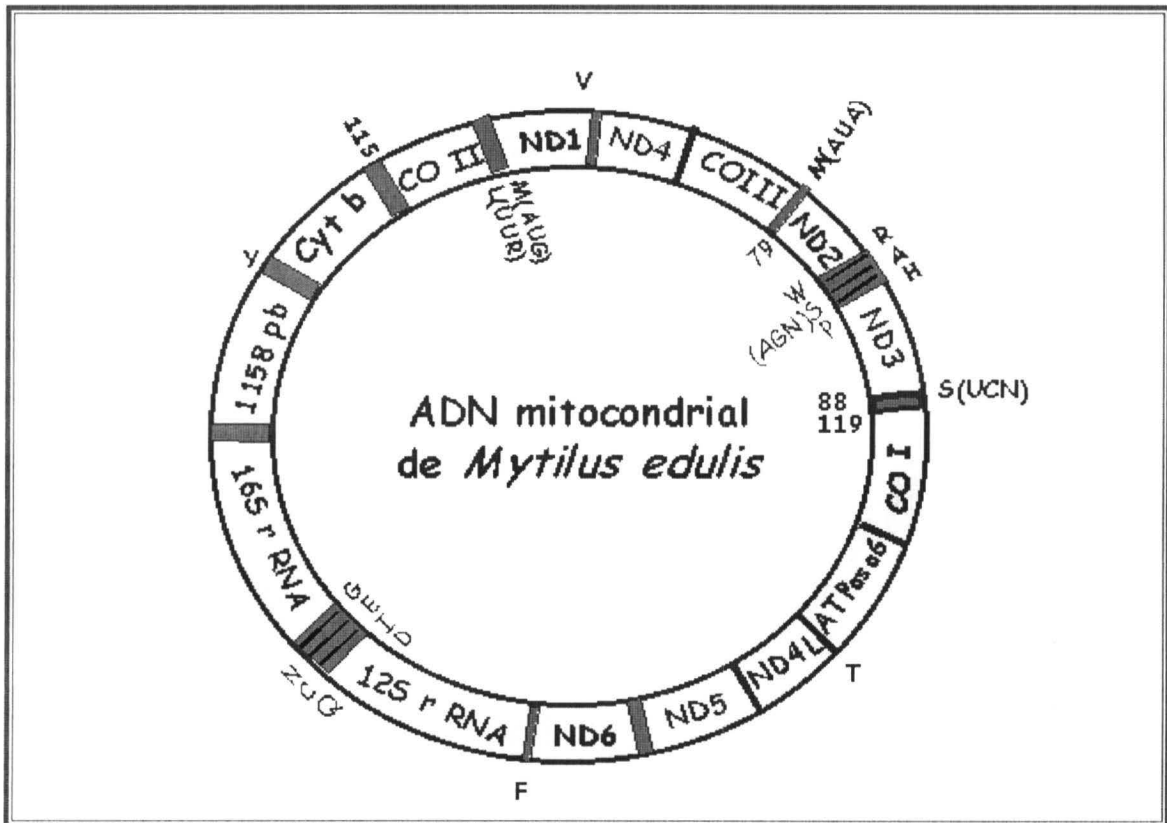 V
ND1
ND4
COIII
M(AUA)
79
ND2
R A H
W S P
(AGN)
ND3
S(UCN)
88
119
CO I
ATPasa6
T
ND4L
ND5
ND6
F
12S r RNA
16S r RNA
1158 pb
Y
Cyt b
115
CO II
L(UUR)
M(AUG)
ADN mitocondrial
de Mytilus edulis